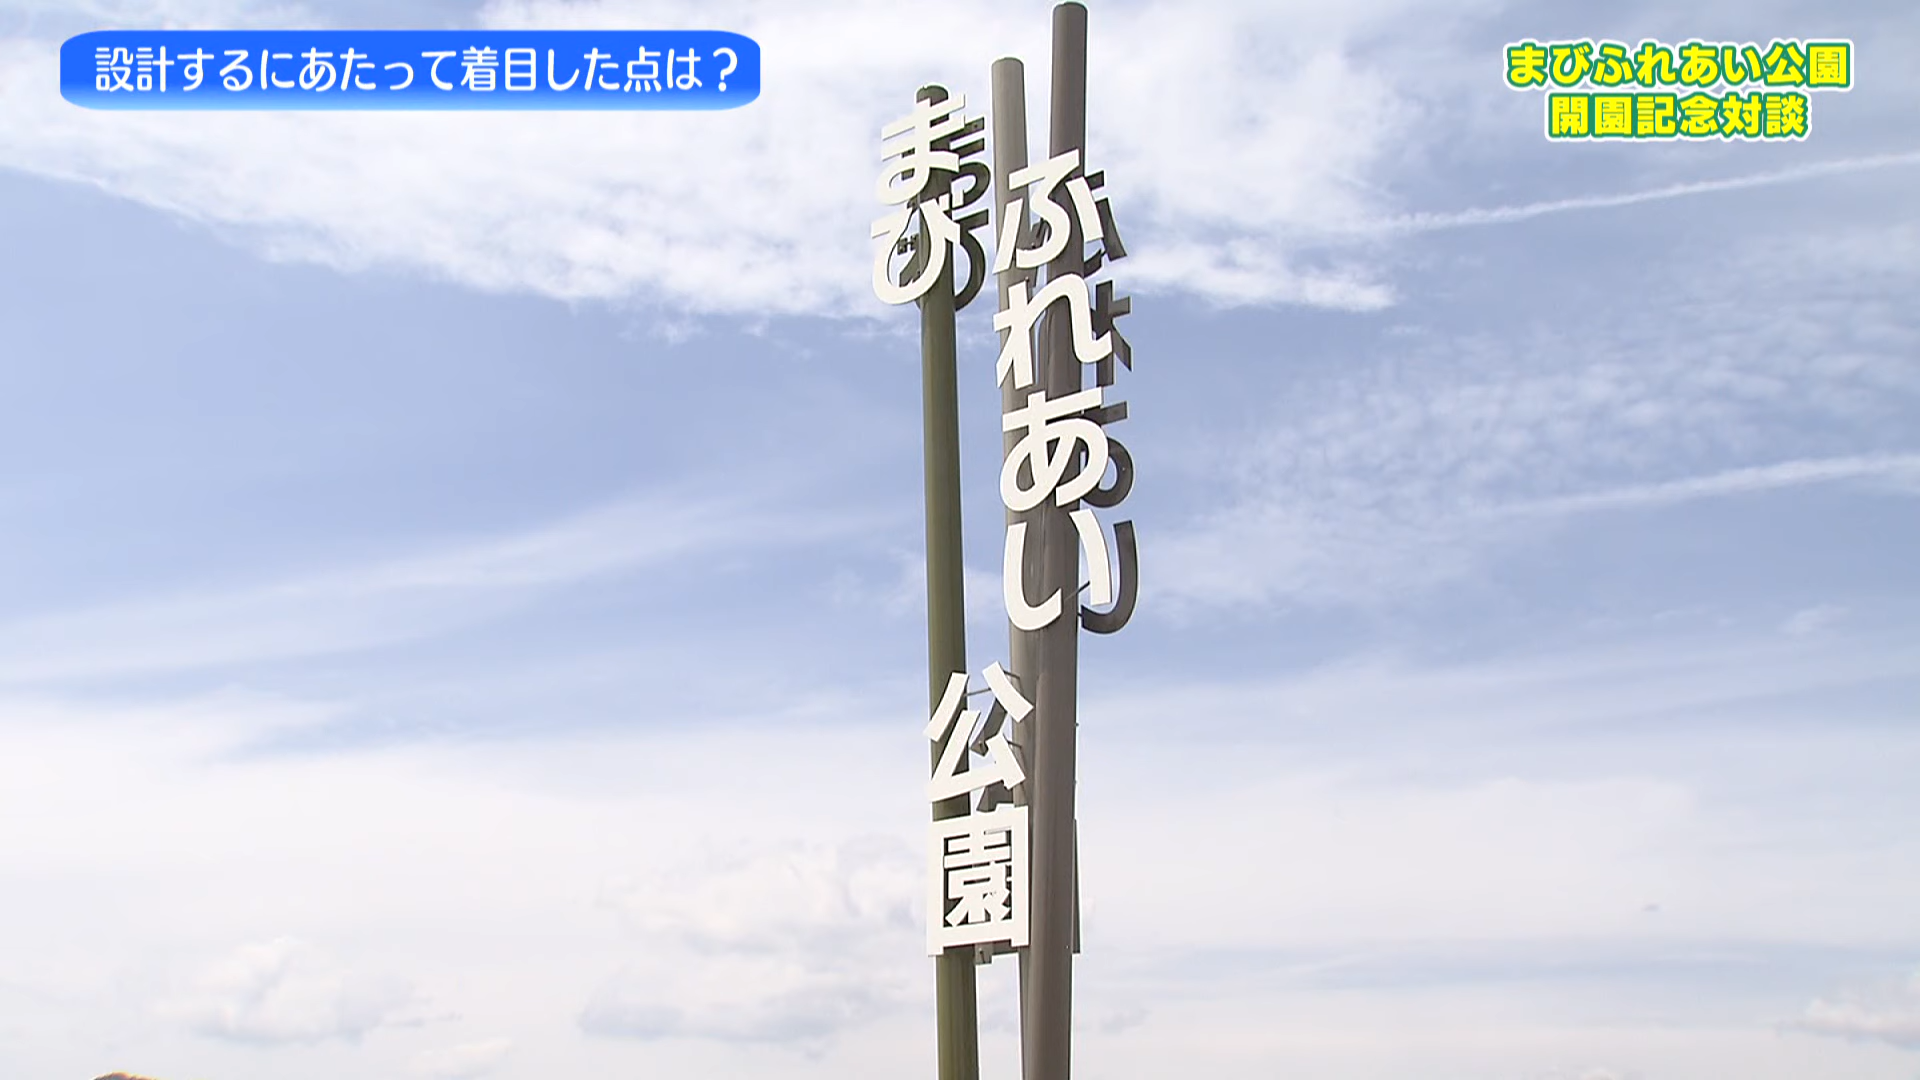 設計するにあたって着目した点は？
まびふれあい公園
開園記念対談
まび
ふれあい
公園